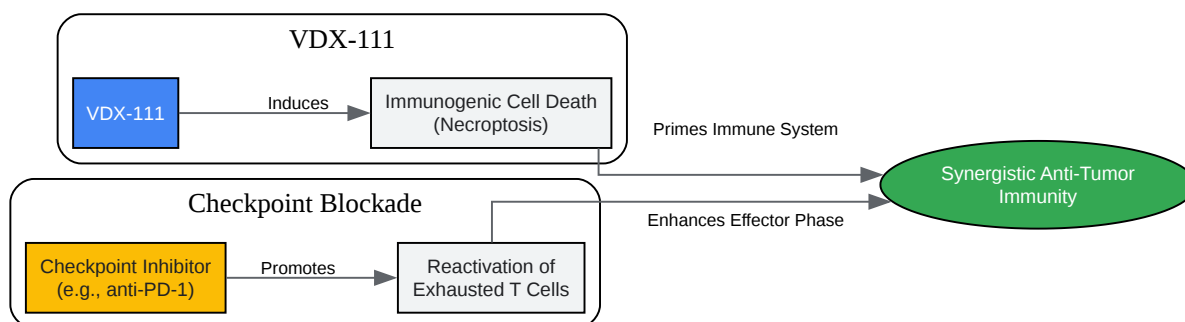 VDX-111
VDX-111
Induces
Immunogenic Cell Death
(Necroptosis)
Primes Immune System
Synergistic Anti-Tumor
Immunity
Checkpoint Blockade
Enhances Effector Phase
Checkpoint Inhibitor
(e.g., anti-PD-1)
Promotes
Reactivation of
Exhausted T Cells